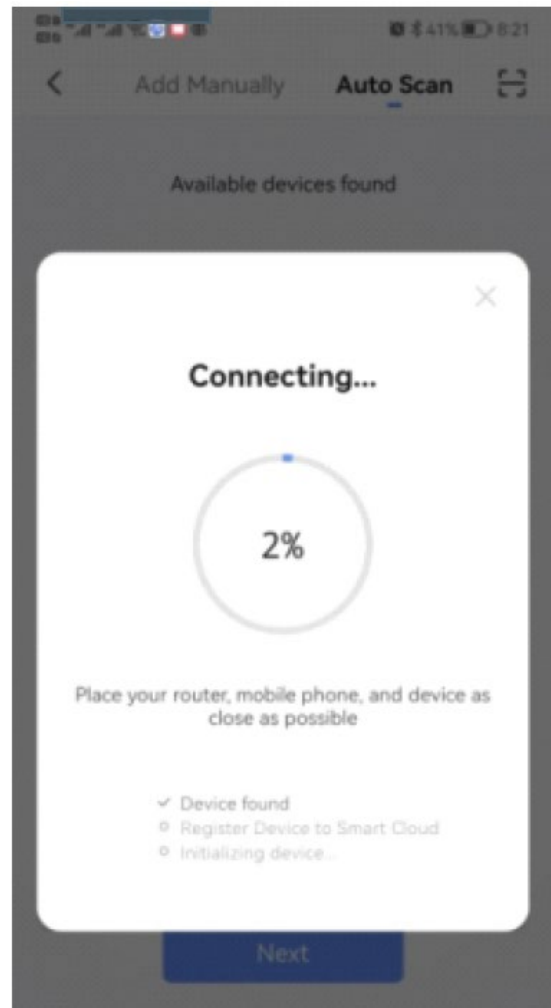 41% 8:21
Add Manually Auto Scan
Available devices found
Connecting...
2%
Place your router, mobile phone, and device as
close as possible
Device found
Register Device to Smart Cloud
Initializing device...
Next